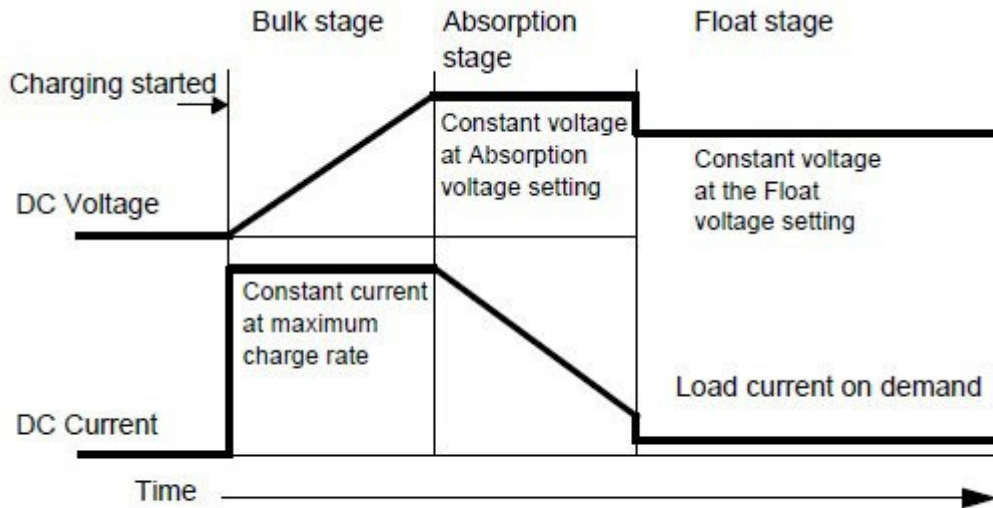 Bulk stage
Absorption
stage
Float stage
Charging started
Constant voltage
at Absorption
voltage setting
Constant voltage
at the Float
voltage setting
DC Voltage
Constant current
at maximum
charge rate
Load current on demand
DC Current
Time